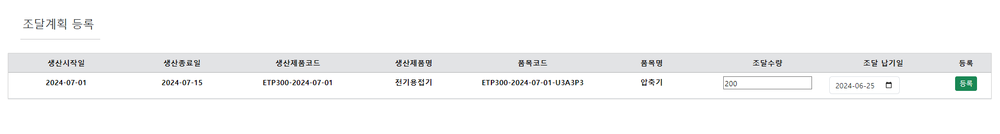 조달계획 등록
생산시작일 생산종료일 생산제품코드 생산제품명 품목코드 품목명 조달수량 조달 납기일 등록
2024-07-01 2024-07-15 ETP300-2024-07-01 전기용접기 ETP300-2024-07-01-U3A3P3 압축기 200 2024-06-25 등록